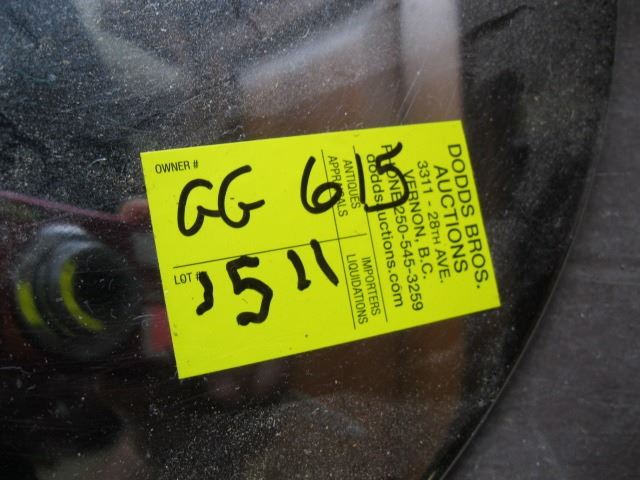 OWNER #
GG 615
LOT #
1511
ANTIQUES
APPRAISALS
IMPORTERS
LIQUIDATIONS
DODDS BROS.
AUCTIONS
3311 - 28TH AVE.
VERNON, B.C.
PHONE 250-545-3259
doddsauctions.com